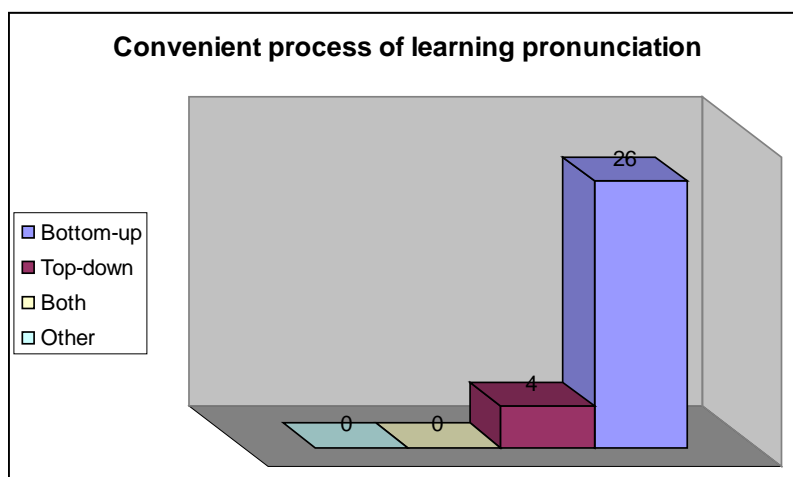 Convenient process of learning pronunciation
26
4
0 0
Bottom-up
Top-down
Both
Other